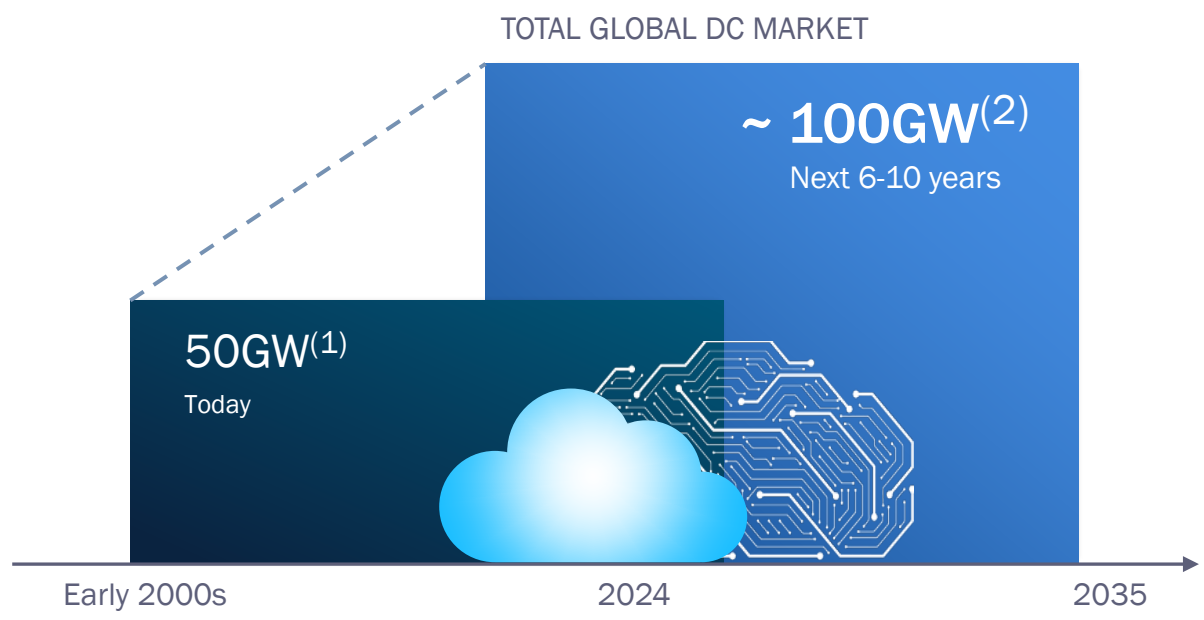 TOTAL GLOBAL DC MARKET
~ 100GW(2)
Next 6-10 years
50GW(1)
Today
Early 2000s
2024
2035